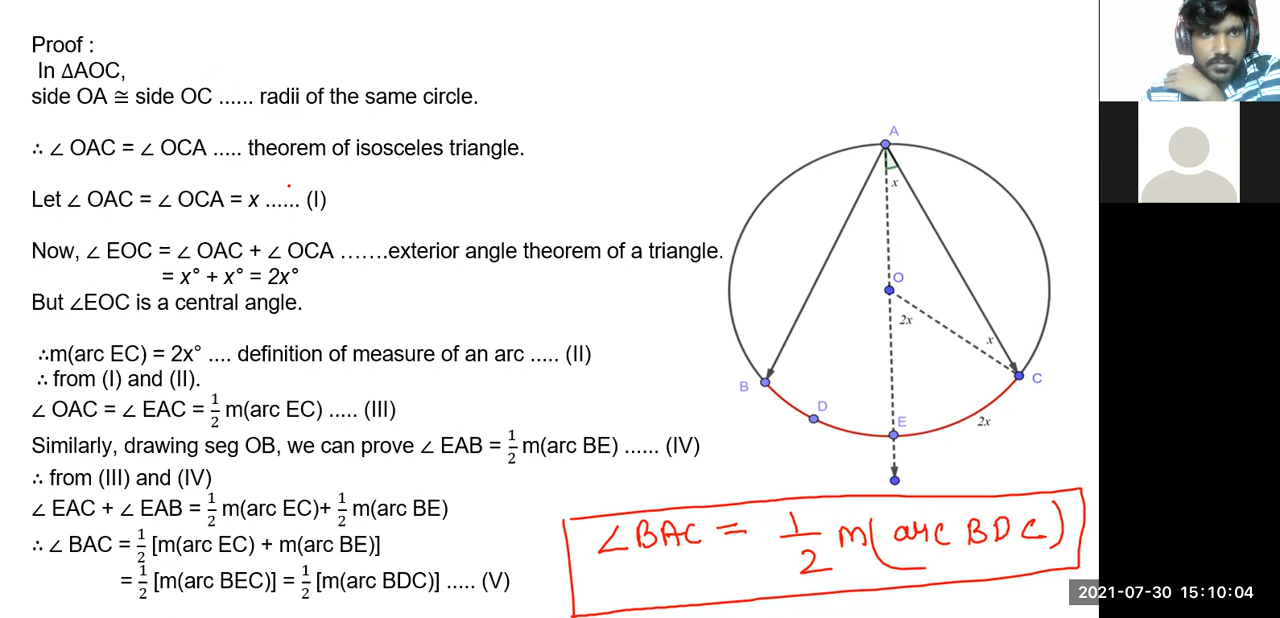 Proof :
In ΔAOC,
side OA ≅ side OC ...... radii of the same circle.
∴ ∠ OAC = ∠ OCA ..... theorem of isosceles triangle.
Let ∠ OAC = ∠ OCA = x ...... (I)
Now, ∠ EOC = ∠ OAC + ∠ OCA .......exterior angle theorem of a triangle.
= x° + x° = 2x°
But ∠EOC is a central angle.
∴m(arc EC) = 2x° .... definition of measure of an arc ..... (II)
∴ from (I) and (II).
∠ OAC = ∠ EAC = 1/2 m(arc EC) ..... (III)
Similarly, drawing seg OB, we can prove ∠ EAB = 1/2 m(arc BE) ...... (IV)
∴ from (III) and (IV)
∠ EAC + ∠ EAB = 1/2 m(arc EC)+ 1/2 m(arc BE)
∴ ∠ BAC = 1/2 [m(arc EC) + m(arc BE)]
= 1/2 [m(arc BEC)] = 1/2 [m(arc BDC)] ..... (V)
A
x
O
2x
x
B
C
D
E
2x
∠BAC = 1/2 m(arc BDC)
2021-07-30 15:10:04